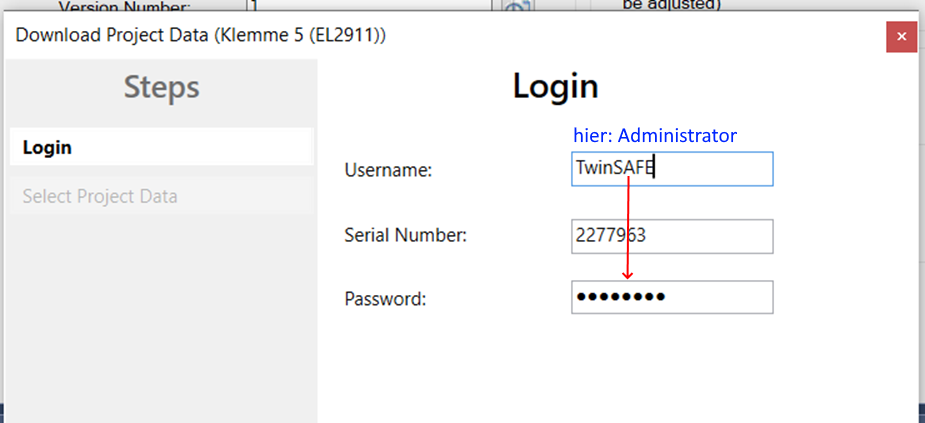 Version Number:
1
be adjusted)
Download Project Data (Klemme 5 (EL2911))
Steps
Login
Select Project Data
Login
hier: Administrator
Username:
TwinSAFE
Serial Number:
2277963
Password:
●●●●●●●●